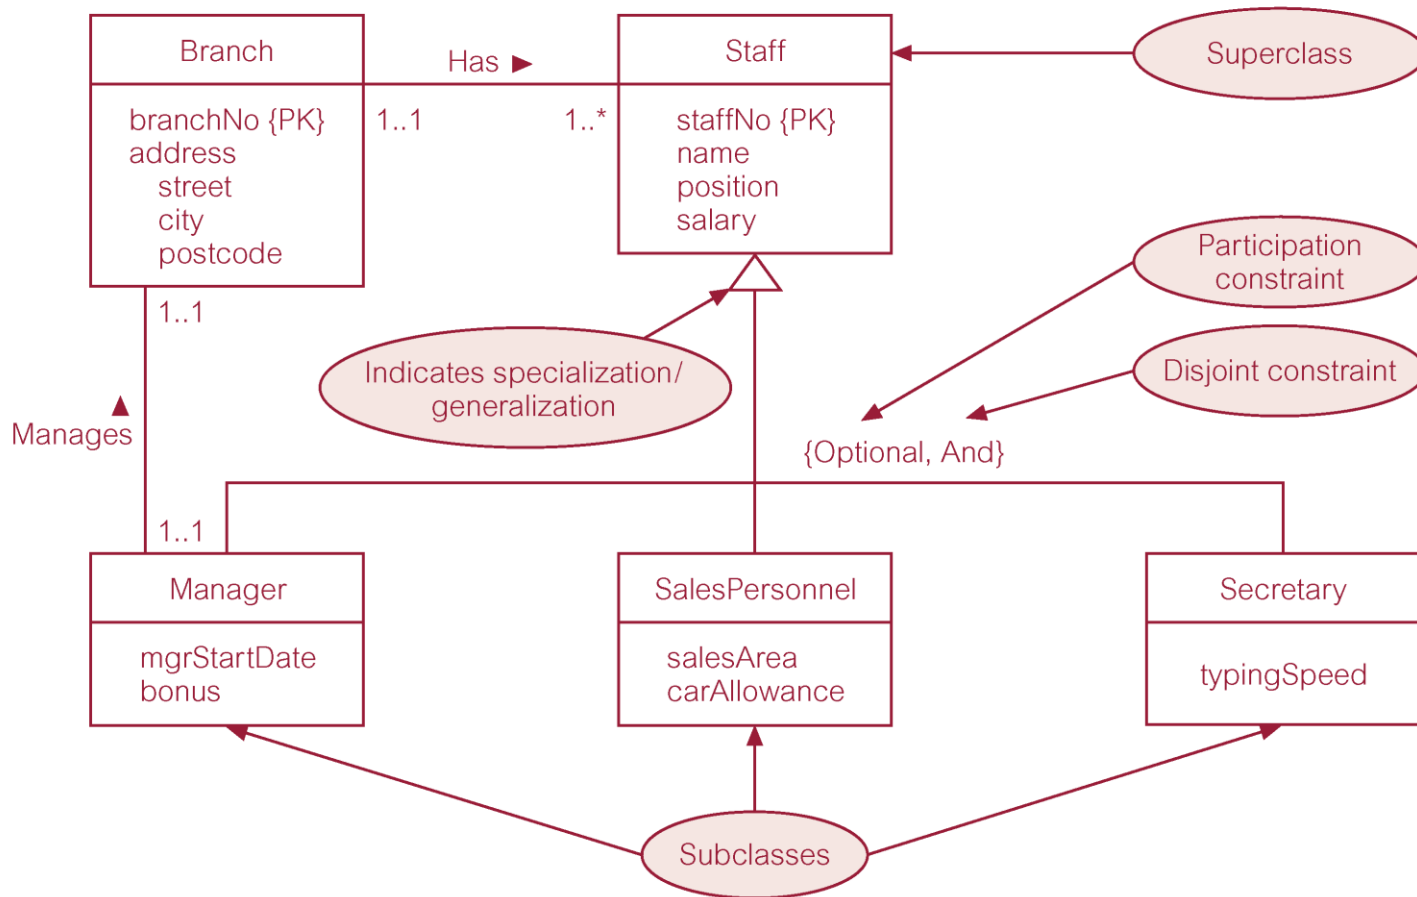 Branch
Has ►
Staff
Superclass
branchNo {PK}
address
street
city
postcode
1..1
1..*
staffNo {PK}
name
position
salary
Participation
constraint
1..1
Indicates specialization/
generalization
Disjoint constraint
▲
Manages
{Optional, And}
1..1
Manager
mgrStartDate
bonus
SalesPersonnel
salesArea
carAllowance
Secretary
typingSpeed
Subclasses